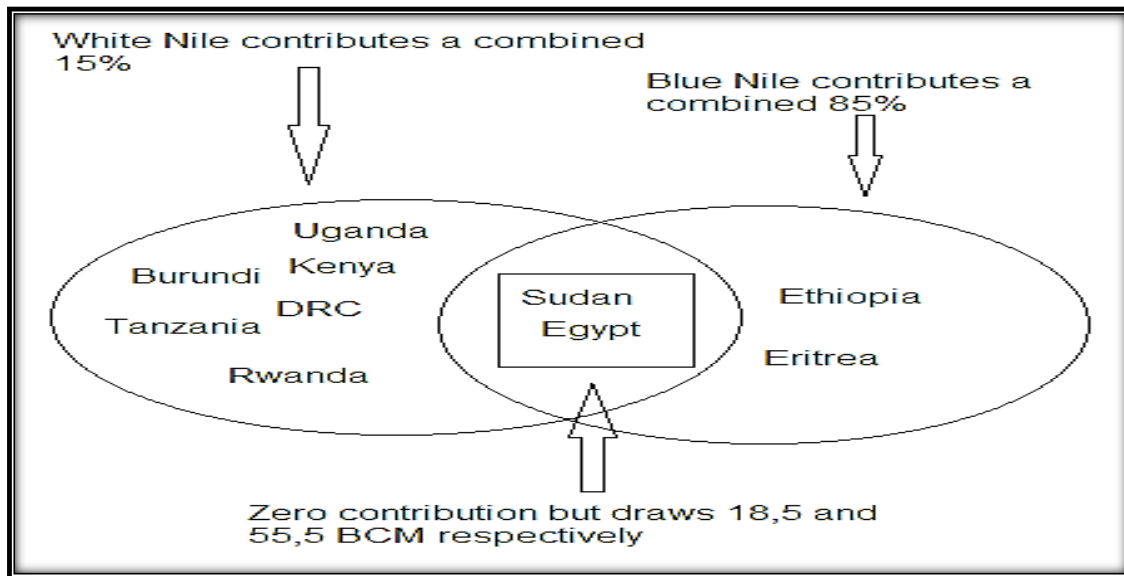 White Nile contributes a combined
15%
Blue Nile contributes a
combined 85%
Uganda
Burundi Kenya
DRC
Tanzania
Rwanda
Sudan
Egypt
Ethiopia
Eritrea
Zero contribution but draws 18,5 and
55,5 BCM respectively